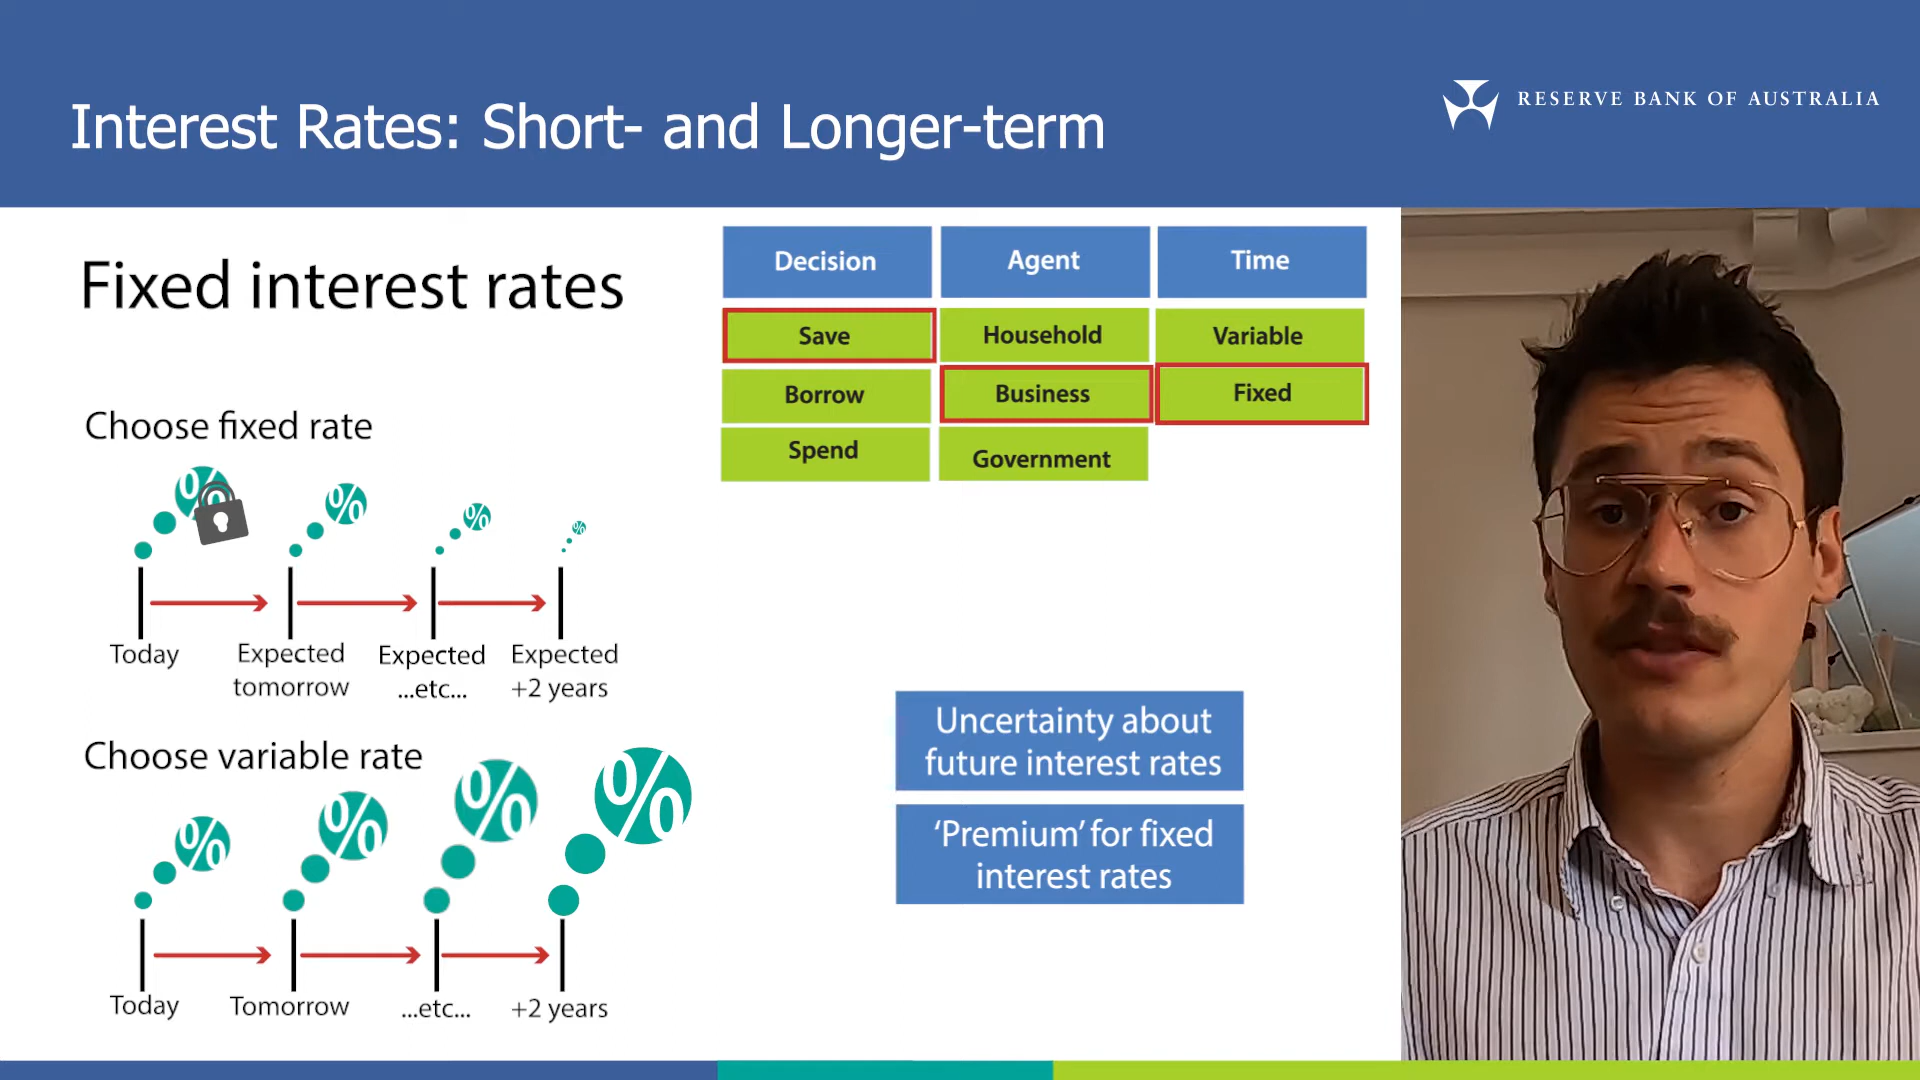 Interest Rates: Short- and Longer-term
RESERVE BANK OF AUSTRALIA
Fixed interest rates
Decision Agent Time
Save Household Variable
Borrow Business Fixed
Spend Government
Choose fixed rate
% % % %
Today Expected tomorrow Expected ...etc... Expected +2 years
Choose variable rate
% % % %
Today Tomorrow ...etc... +2 years
Uncertainty about
future interest rates
‘Premium’ for fixed
interest rates